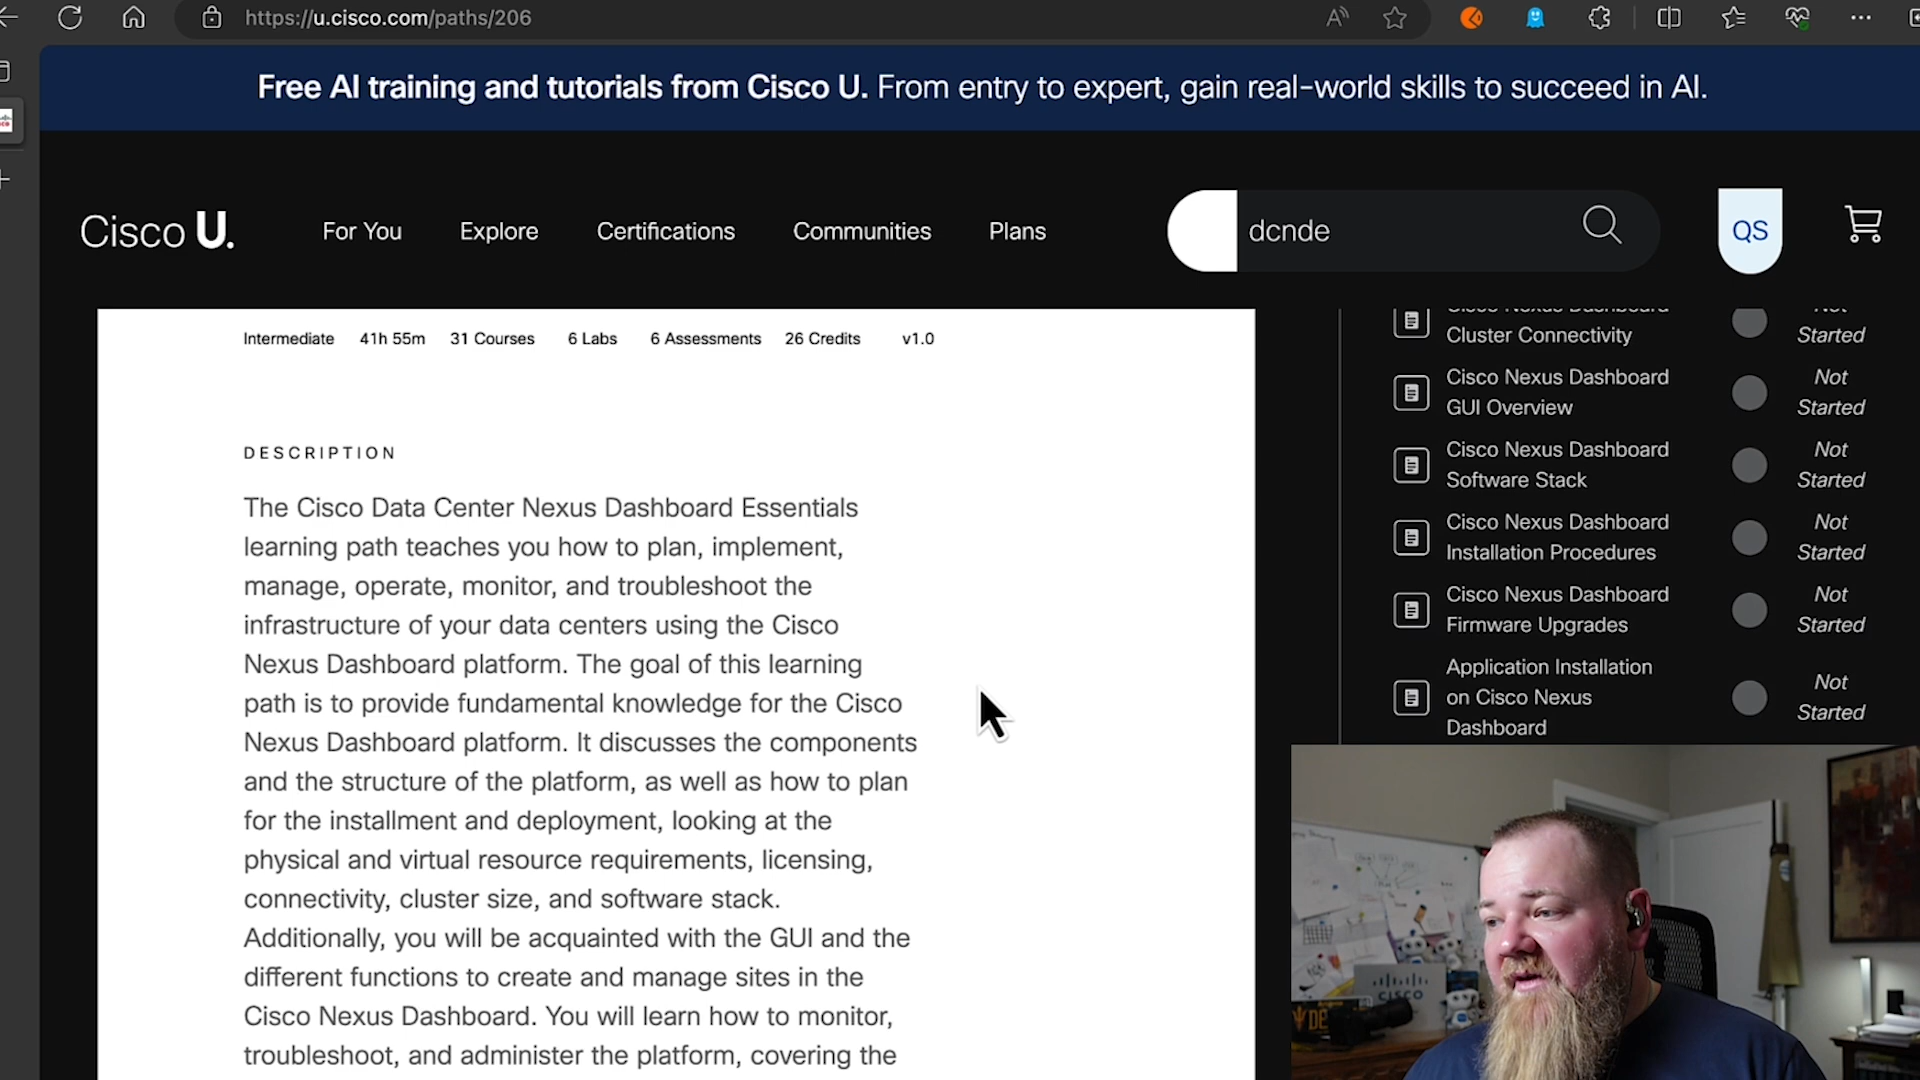 https://u.cisco.com/paths/206
Free AI training and tutorials from Cisco U. From entry to expert, gain real-world skills to succeed in AI.
Cisco U.
For You
Explore
Certifications
Communities
Plans
dcnde
QS
Intermediate 41h 55m 31 Courses 6 Labs 6 Assessments 26 Credits v1.0
DESCRIPTION
The Cisco Data Center Nexus Dashboard Essentials
learning path teaches you how to plan, implement,
manage, operate, monitor, and troubleshoot the
infrastructure of your data centers using the Cisco
Nexus Dashboard platform. The goal of this learning
path is to provide fundamental knowledge for the Cisco
Nexus Dashboard platform. It discusses the components
and the structure of the platform, as well as how to plan
for the installment and deployment, looking at the
physical and virtual resource requirements, licensing,
connectivity, cluster size, and software stack.
Additionally, you will be acquainted with the GUI and the
different functions to create and manage sites in the
Cisco Nexus Dashboard. You will learn how to monitor,
troubleshoot, and administer the platform, covering the
Cisco Nexus Dashboard
Cluster Connectivity
Not
Started
Cisco Nexus Dashboard
GUI Overview
Not
Started
Cisco Nexus Dashboard
Software Stack
Not
Started
Cisco Nexus Dashboard
Installation Procedures
Not
Started
Cisco Nexus Dashboard
Firmware Upgrades
Not
Started
Application Installation
on Cisco Nexus
Dashboard
Not
Started
CISCO